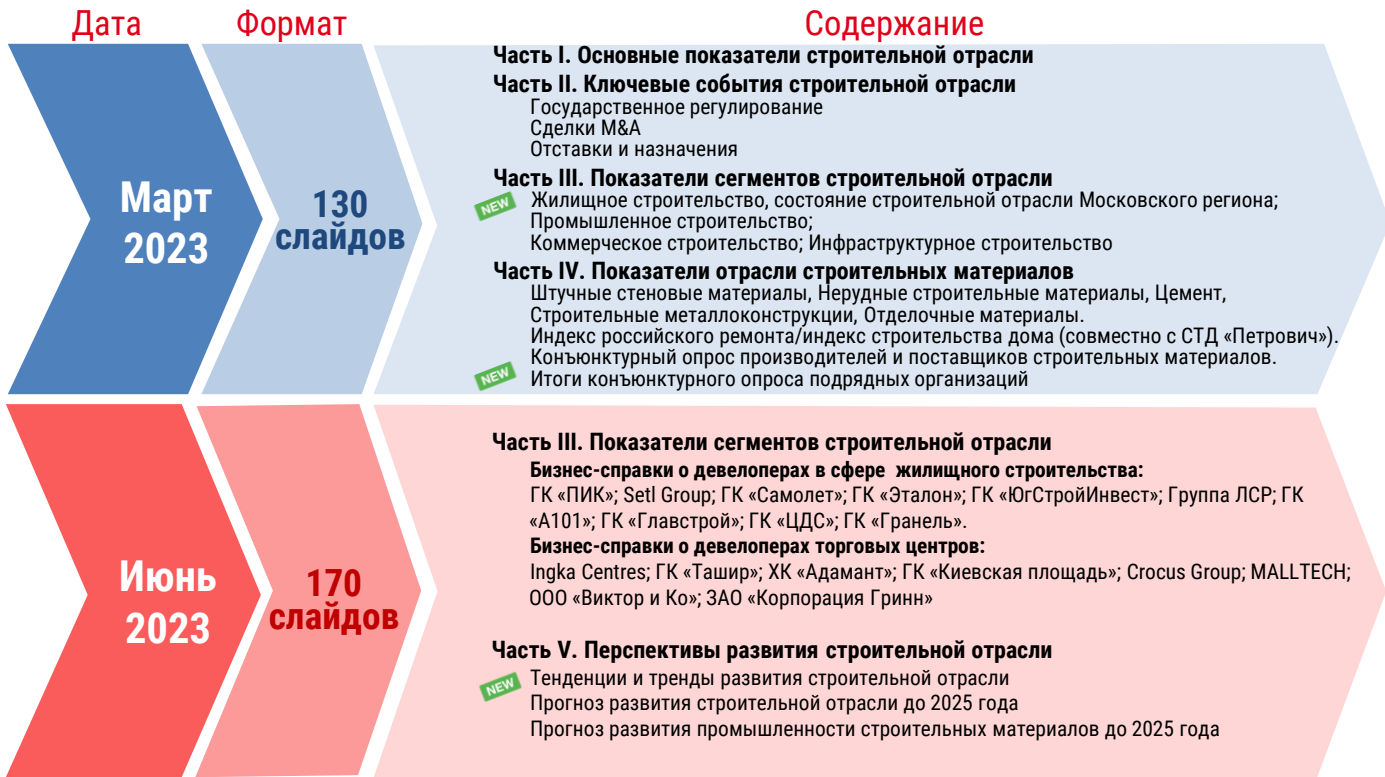 Дата
Формат
Содержание
Март
2023
130
слайдов
Часть I. Основные показатели строительной отрасли
Часть II. Ключевые события строительной отрасли
Государственное регулирование
Сделки M&A
Отставки и назначения
Часть III. Показатели сегментов строительной отрасли
NEW
Жилищное строительство, состояние строительной отрасли Московского региона;
Промышленное строительство;
Коммерческое строительство; Инфраструктурное строительство
Часть IV. Показатели отрасли строительных материалов
Штучные стеновые материалы, Нерудные строительные материалы, Цемент,
Строительные металлоконструкции, Отделочные материалы.
Индекс российского ремонта/индекс строительства дома (совместно с СТД «Петрович»).
Конъюнктурный опрос производителей и поставщиков строительных материалов.
NEW
Итоги конъюнктурного опроса подрядных организаций
Июнь
2023
170
слайдов
Часть III. Показатели сегментов строительной отрасли
Бизнес-справки о девелоперах в сфере жилищного строительства:
ГК «ПИК»; Setl Group; ГК «Самолет»; ГК «Эталон»; ГК «ЮгСтройИнвест»; Группа ЛСР; ГК
«А101»; ГК «Главстрой»; ГК «ЦДС»; ГК «Гранель».
Бизнес-справки о девелоперах торговых центров:
Ingka Centres; ГК «Ташир»; ХК «Адамант»; ГК «Киевская площадь»; Crocus Group; MALLTECH;
ООО «Виктор и Ко»; ЗАО «Корпорация Гринн»
Часть V. Перспективы развития строительной отрасли
NEW
Тенденции и тренды развития строительной отрасли
Прогноз развития строительной отрасли до 2025 года
Прогноз развития промышленности строительных материалов до 2025 года